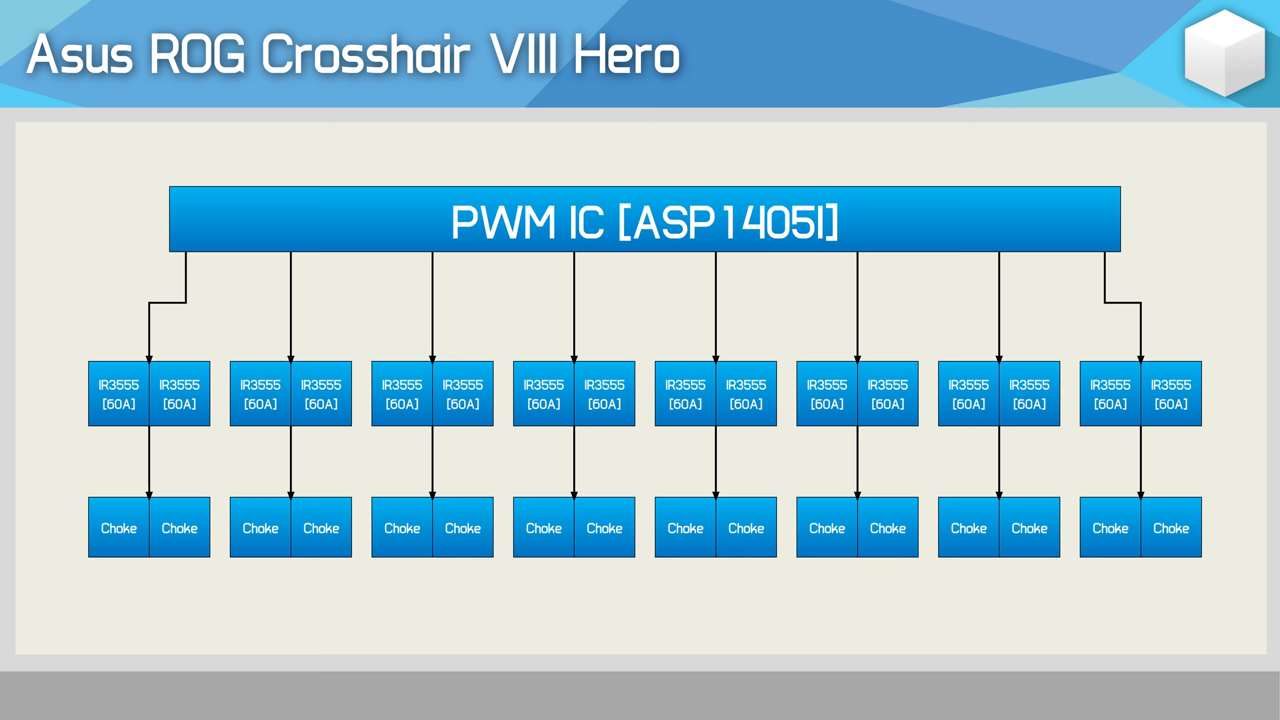 Asus ROG Crosshair VIII Hero
PWM IC [ASP1405I]
IR3555 IR3555 IR3555 IR3555 IR3555 IR3555 IR3555 IR3555 IR3555 IR3555 IR3555 IR3555 IR3555 IR3555 IR3555 IR3555
[60A] [60A] [60A] [60A] [60A] [60A] [60A] [60A] [60A] [60A] [60A] [60A] [60A] [60A] [60A] [60A]
Choke Choke Choke Choke Choke Choke Choke Choke Choke Choke Choke Choke Choke Choke Choke Choke